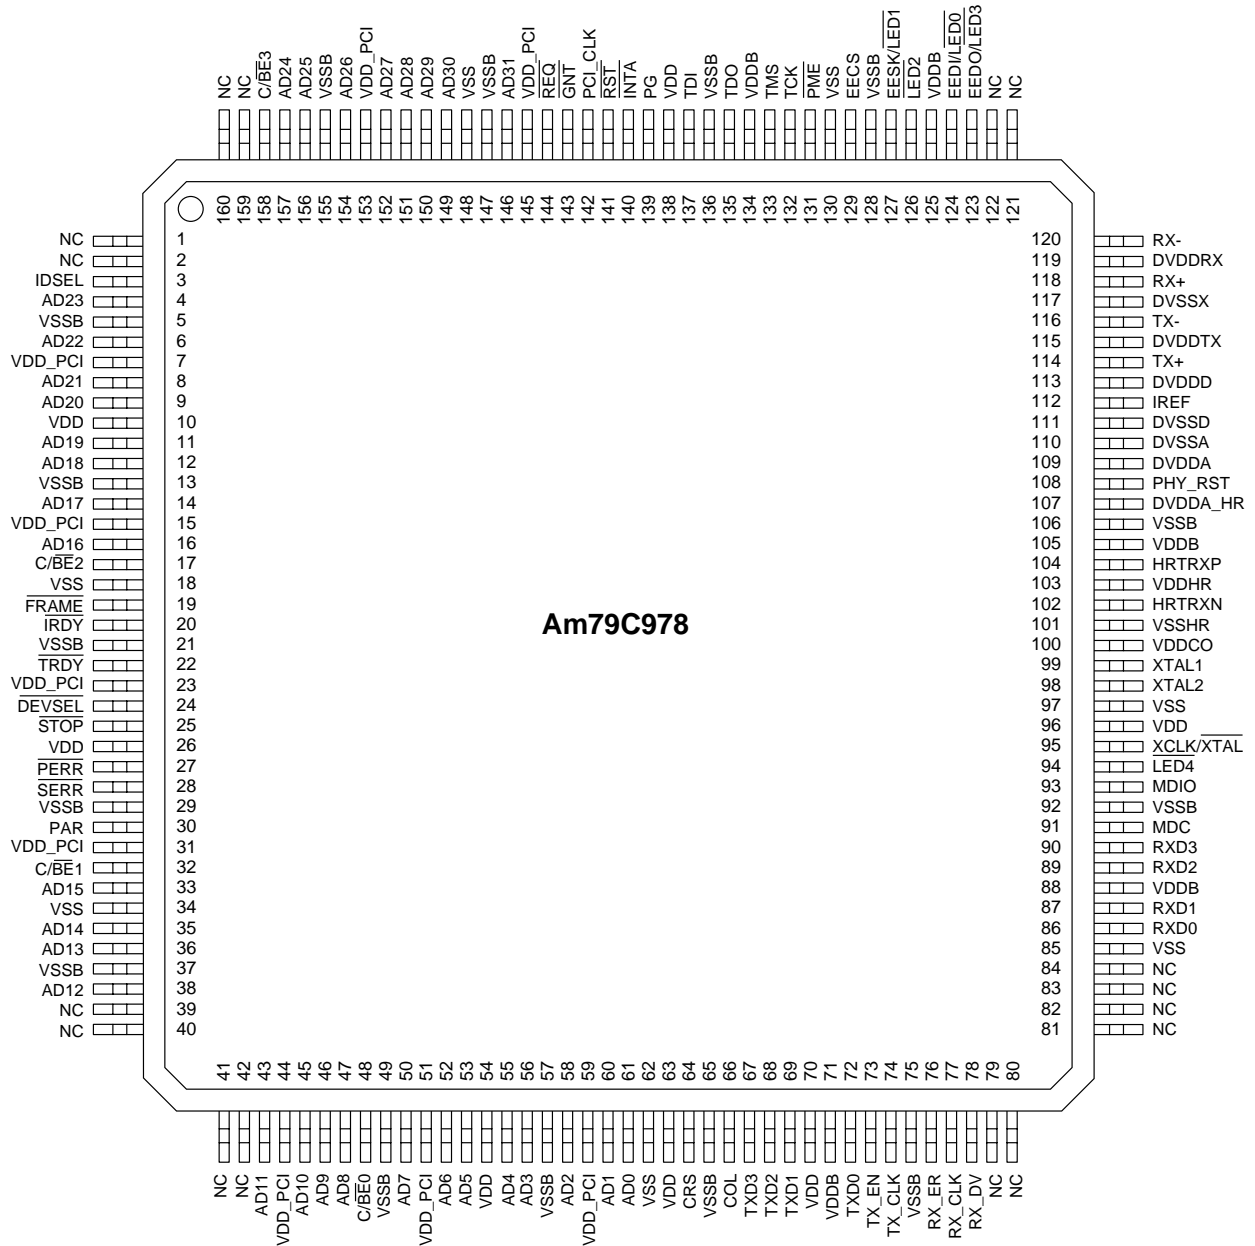 NC
NC
C/BE3
AD24
AD25
VSSB
AD26
VDD_PCI
AD27
AD28
AD29
AD30
VSS
VSSB
AD31
VDD_PCI
REQ
GNT
PCI_CLK
RST
INTA
PG
VDD
TDI
VSSB
TDO
VDDB
TMS
TCK
PME
VSS
EECS
VSSB
EESK/LED1
LED2
VDDB
EEDI/LED0
EEDO/LED3
NC
NC
160 159 158 157 156 155 154 153 152 151 150 149 148 147 146 145 144 143 142 141 140 139 138 137 136 135 134 133 132 131 130 129 128 127 126 125 124 123 122 121
NC 1 120 RX-
NC 2 119 DVDDRX
IDSEL 3 118 RX+
AD23 4 117 DVSSX
VSSB 5 116 TX-
AD22 6 115 DVDDTX
VDD_PCI 7 114 TX+
AD21 8 113 DVDDD
AD20 9 112 IREF
VDD 10 111 DVSSD
AD19 11 110 DVSSA
AD18 12 109 DVDDA
VSSB 13 108 PHY_RST
AD17 14 107 DVDDA_HR
VDD_PCI 15 106 VSSB
AD16 16 105 VDDB
C/BE2 17 104 HRTRXP
VSS 18 103 VDDHR
FRAME 19 102 HRTRXN
IRDY 20 101 VSSHR
Am79C978
VSSB 21 100 VDDCO
TRDY 22 99 XTAL1
VDD_PCI 23 98 XTAL2
DEVSEL 24 97 VSS
STOP 25 96 VDD
VDD 26 95 XCLK/XTAL
PERR 27 94 LED4
SERR 28 93 MDIO
VSSB 29 92 VSSB
PAR 30 91 MDC
VDD_PCI 31 90 RXD3
C/BE1 32 89 RXD2
AD15 33 88 VDDB
VSS 34 87 RXD1
AD14 35 86 RXD0
AD13 36 85 VSS
VSSB 37 84 NC
AD12 38 83 NC
NC 39 82 NC
NC 40 81 NC
41 42 43 44 45 46 47 48 49 50 51 52 53 54 55 56 57 58 59 60 61 62 63 64 65 66 67 68 69 70 71 72 73 74 75 76 77 78 79 80
NC
NC
AD11
VDD_PCI
AD10
AD9
AD8
C/BE0
VSSB
AD7
VDD_PCI
AD6
AD5
VDD
AD4
AD3
VSSB
AD2
VDD_PCI
AD1
AD0
VSS
VDD
CRS
VSSB
COL
TXD3
TXD2
TXD1
VDD
VDDB
TXD0
TX_EN
TX_CLK
VSSB
RX_ER
RX_CLK
RX_DV
NC
NC